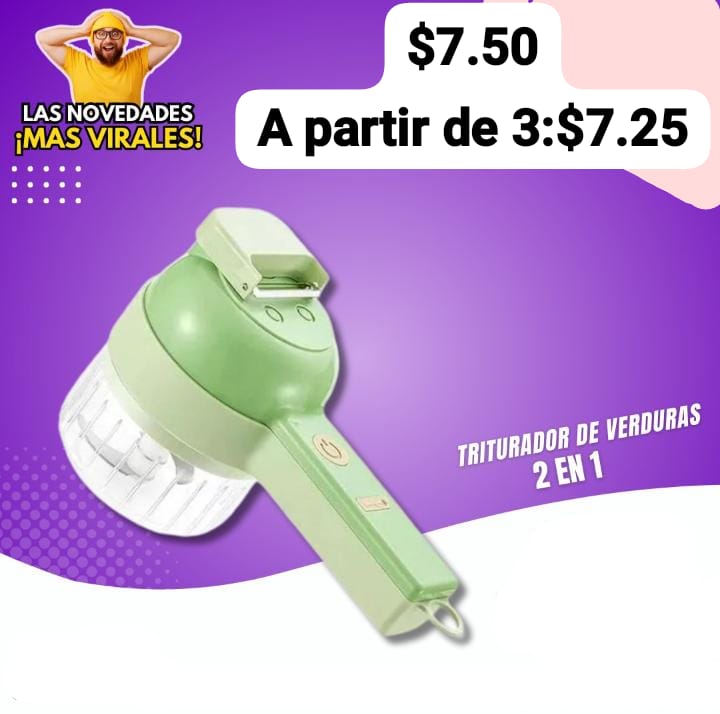 $7.50
A partir de 3:$7.25
LAS NOVEDADES
¡MAS VIRALES!
TRITURADOR DE VERDURAS
2 EN 1